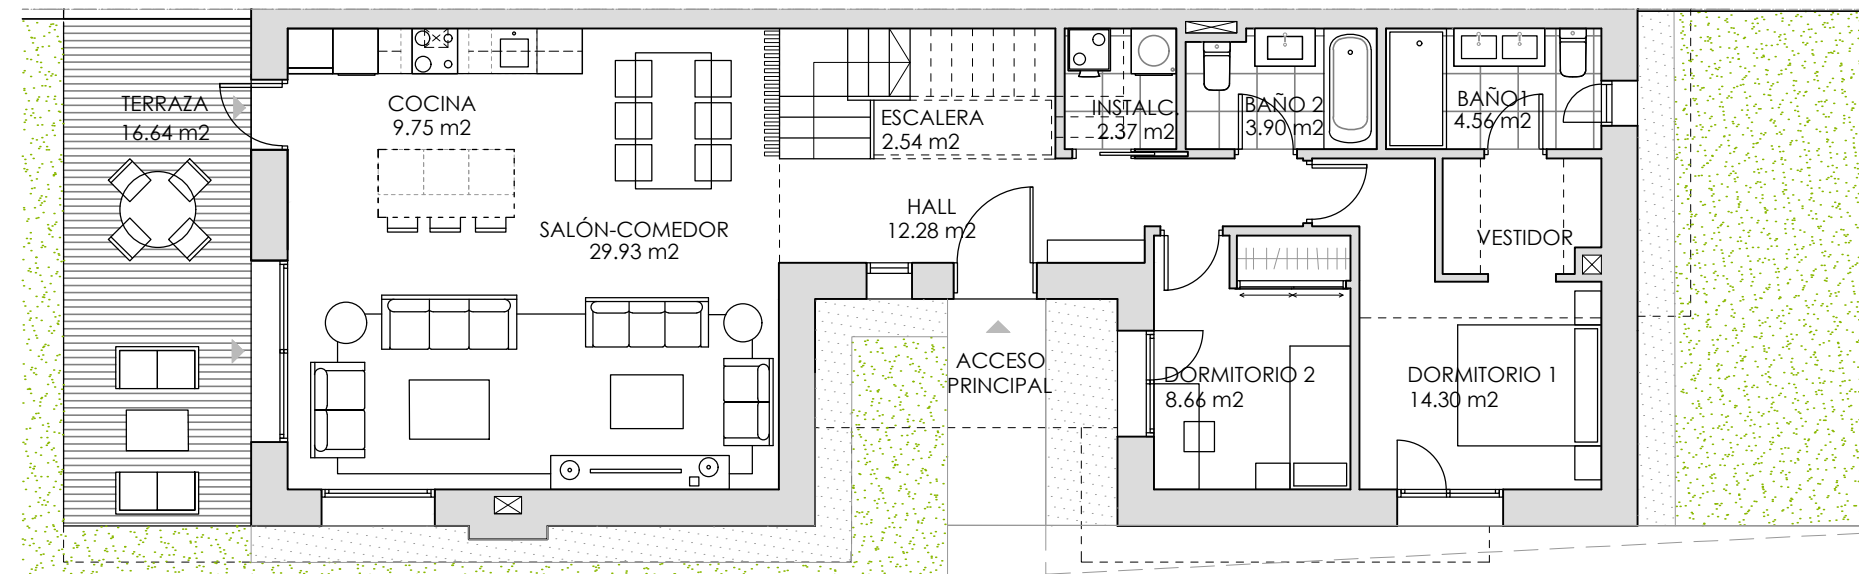 TERRAZA
16.64 m2
COCINA
9.75 m2
ESCALERA
2.54 m2
INSTALC.
2.37 m2
BAÑO 2
3.90 m2
BAÑO1
4.56 m2
SALÓN-COMEDOR
29.93 m2
HALL
12.28 m2
VESTIDOR
ACCESO
PRINCIPAL
DORMITORIO 2
8.66 m2
DORMITORIO 1
14.30 m2